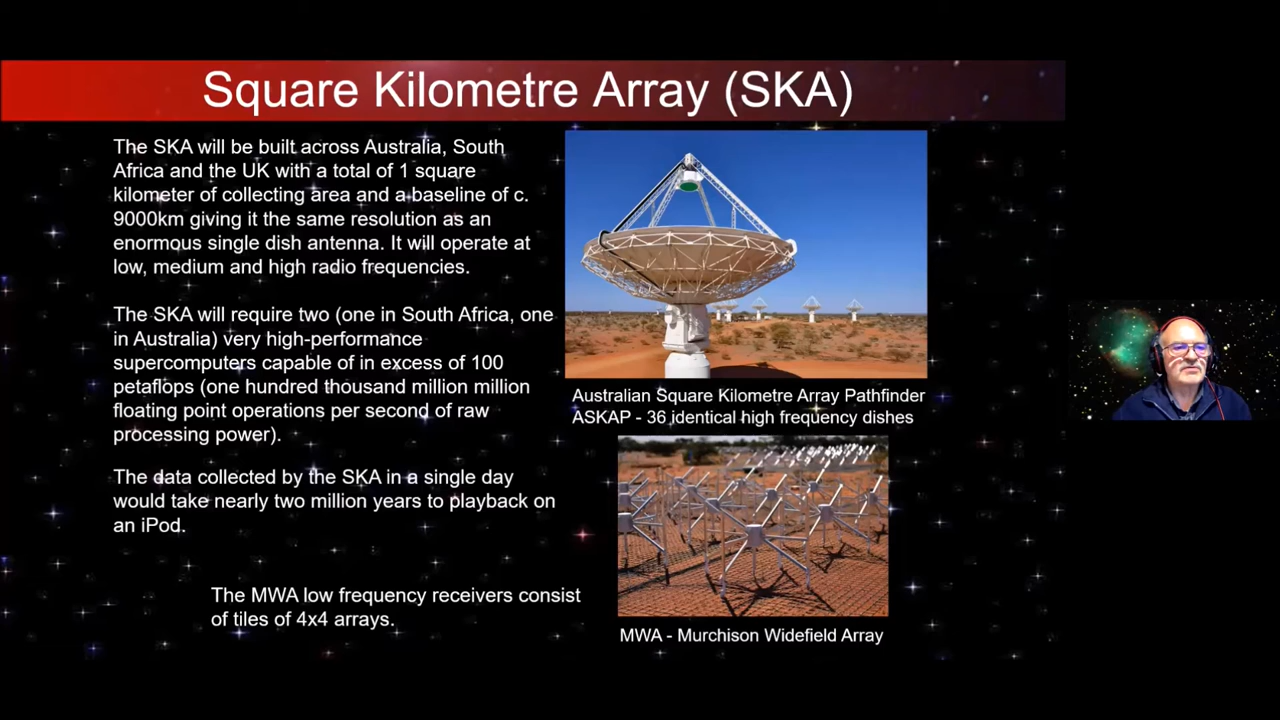 Square Kilometre Array (SKA)
The SKA will be built across Australia, South
Africa and the UK with a total of 1 square
kilometer of collecting area and a baseline of c.
9000km giving it the same resolution as an
enormous single dish antenna. It will operate at
low, medium and high radio frequencies.
The SKA will require two (one in South Africa, one
in Australia) very high-performance
supercomputers capable of in excess of 100
petaflops (one hundred thousand million million
floating point operations per second of raw
processing power).
The data collected by the SKA in a single day
would take nearly two million years to playback on
an iPod.
The MWA low frequency receivers consist
of tiles of 4x4 arrays.
Australian Square Kilometre Array Pathfinder
ASKAP - 36 identical high frequency dishes
MWA - Murchison Widefield Array